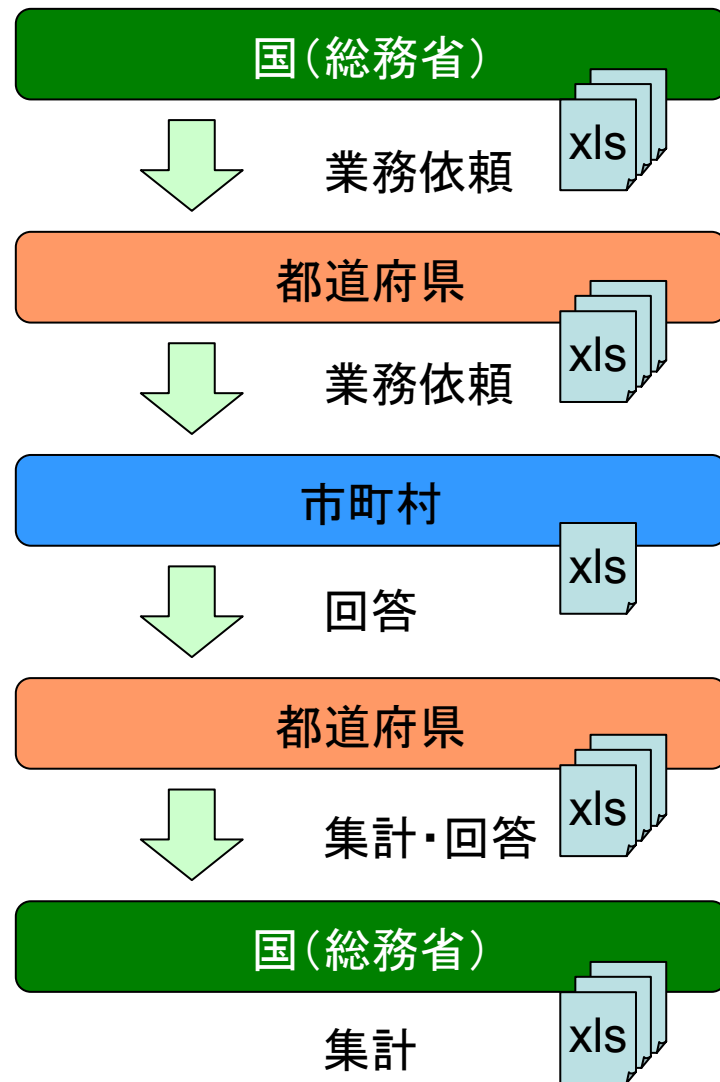 国（総務省）
xls
業務依頼
都道府県
xls
業務依頼
市町村
xls
回答
都道府県
xls
集計・回答
国（総務省）
xls
集計